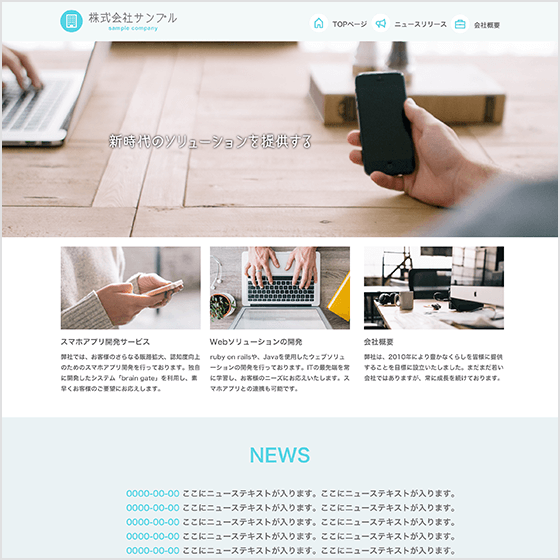 株式会社サンプル
sample company
TOPページ
ニュースリリース
会社概要
新時代のソリューションを提供する
スマホアプリ開発サービス
弊社では、お客様のさらなる販路拡大、認知度向上
のためのスマホアプリ開発を行っております。独自
に開発したシステム「brain gate」を利用し、素
早くお客様のご要望にお応えします。
Webソリューションの開発
ruby on railsや、Javaを使用したウェブソリュ
ーションの開発を行っております。ITの最先端を常
に学習し、お客様のニーズにお応えいたします。ス
マホアプリとの連携も可能です。
会社概要
弊社は、2010年により豊かなくらしを皆様に提供
することを目標に設立いたしました。まだまだ若い
会社ではありますが、常に成長を続けております。
NEWS
0000-00-00 ここにニューステキストが入ります。ここにニューステキストが入ります。
0000-00-00 ここにニューステキストが入ります。ここにニューステキストが入ります。
0000-00-00 ここにニューステキストが入ります。ここにニューステキストが入ります。
0000-00-00 ここにニューステキストが入ります。ここにニューステキストが入ります。
0000-00-00 ここにニューステキストが入ります。ここにニューステキストが入ります。